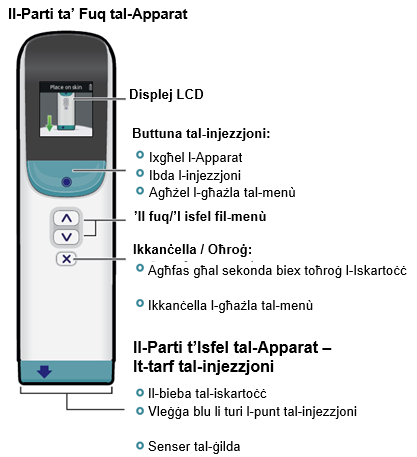 Il-Parti ta’ Fuq tal-Apparat
Place on skin
Displej LCD
Buttuna tal-injezzjoni:
Ixgħel l-Apparat
Ibda l-injezzjoni
Agħżel l-għażla tal-menù
’Il fuq/’l isfel fil-menù
Ikkanċella / Oħroġ:
Agħfas għal sekonda biex toħroġ l-Iskartoċċ
Ikkanċella l-għażla tal-menù
Il-Parti t’Isfel tal-Apparat –
It-tarf tal-injezzjoni
Il-bieba tal-iskartoċċ
Vleġġa blu li turi l-punt tal-injezzjoni
Senser tal-ġilda